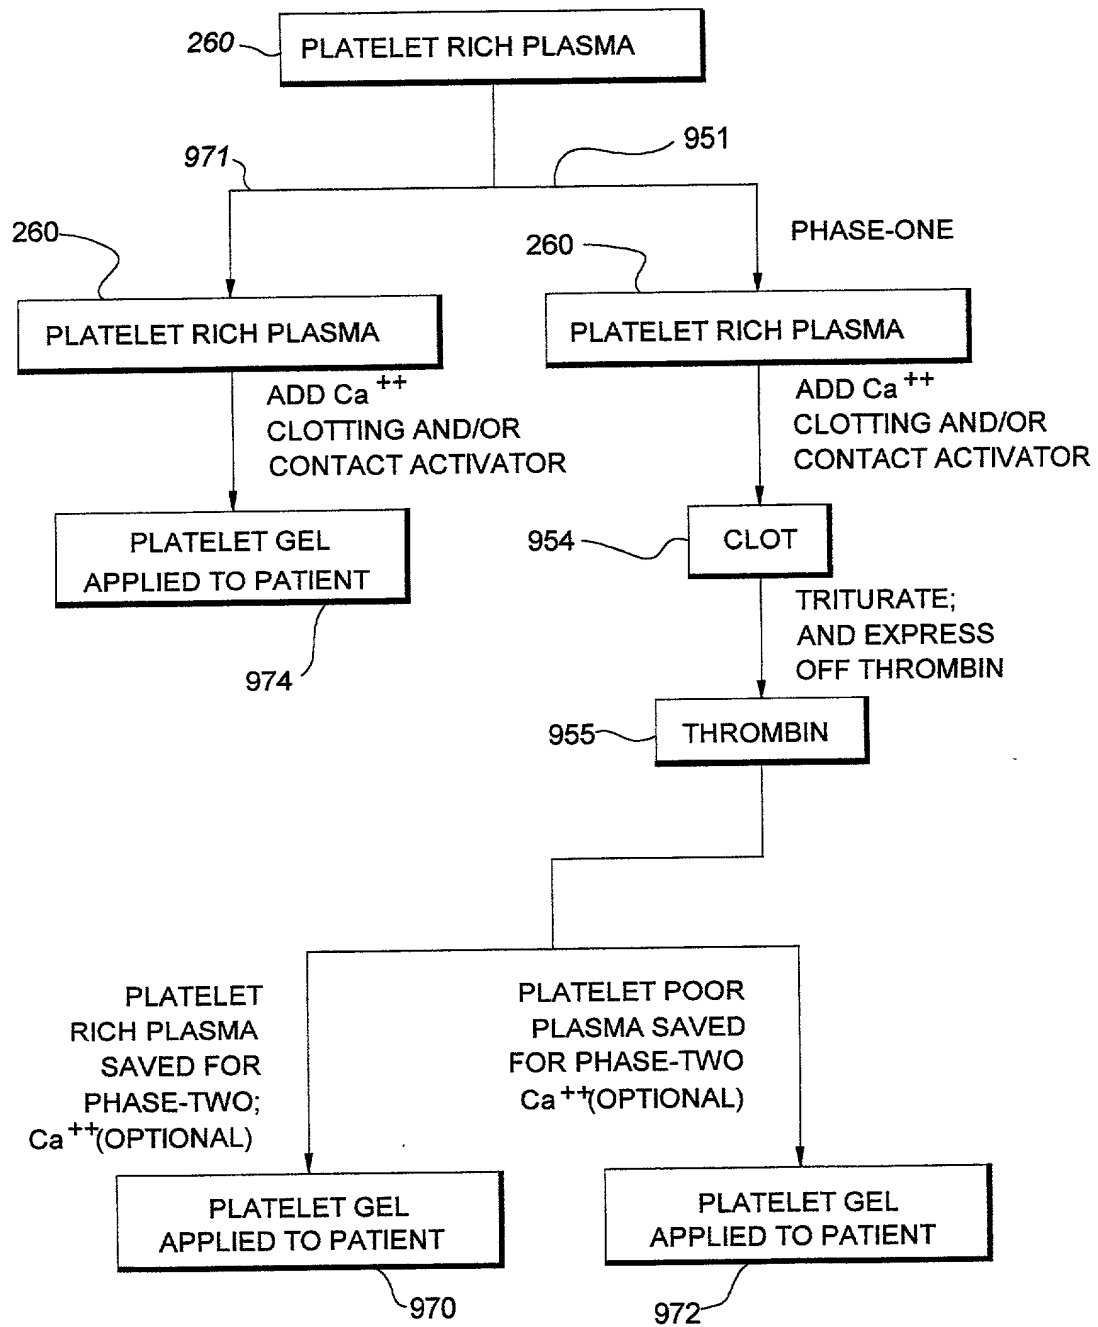 260
PLATELET RICH PLASMA
971
951
PHASE-ONE
260
PLATELET RICH PLASMA
260
PLATELET RICH PLASMA
ADD Ca++
CLOTTING AND/OR
CONTACT ACTIVATOR
ADD Ca++
CLOTTING AND/OR
CONTACT ACTIVATOR
PLATELET GEL
APPLIED TO PATIENT
974
954
CLOT
TRITURATE;
AND EXPRESS
OFF THROMBIN
955
THROMBIN
PLATELET
RICH PLASMA
SAVED FOR
PHASE-TWO;
Ca++(OPTIONAL)
PLATELET POOR
PLASMA SAVED
FOR PHASE-TWO
Ca++(OPTIONAL)
PLATELET GEL
APPLIED TO PATIENT
970
PLATELET GEL
APPLIED TO PATIENT
972